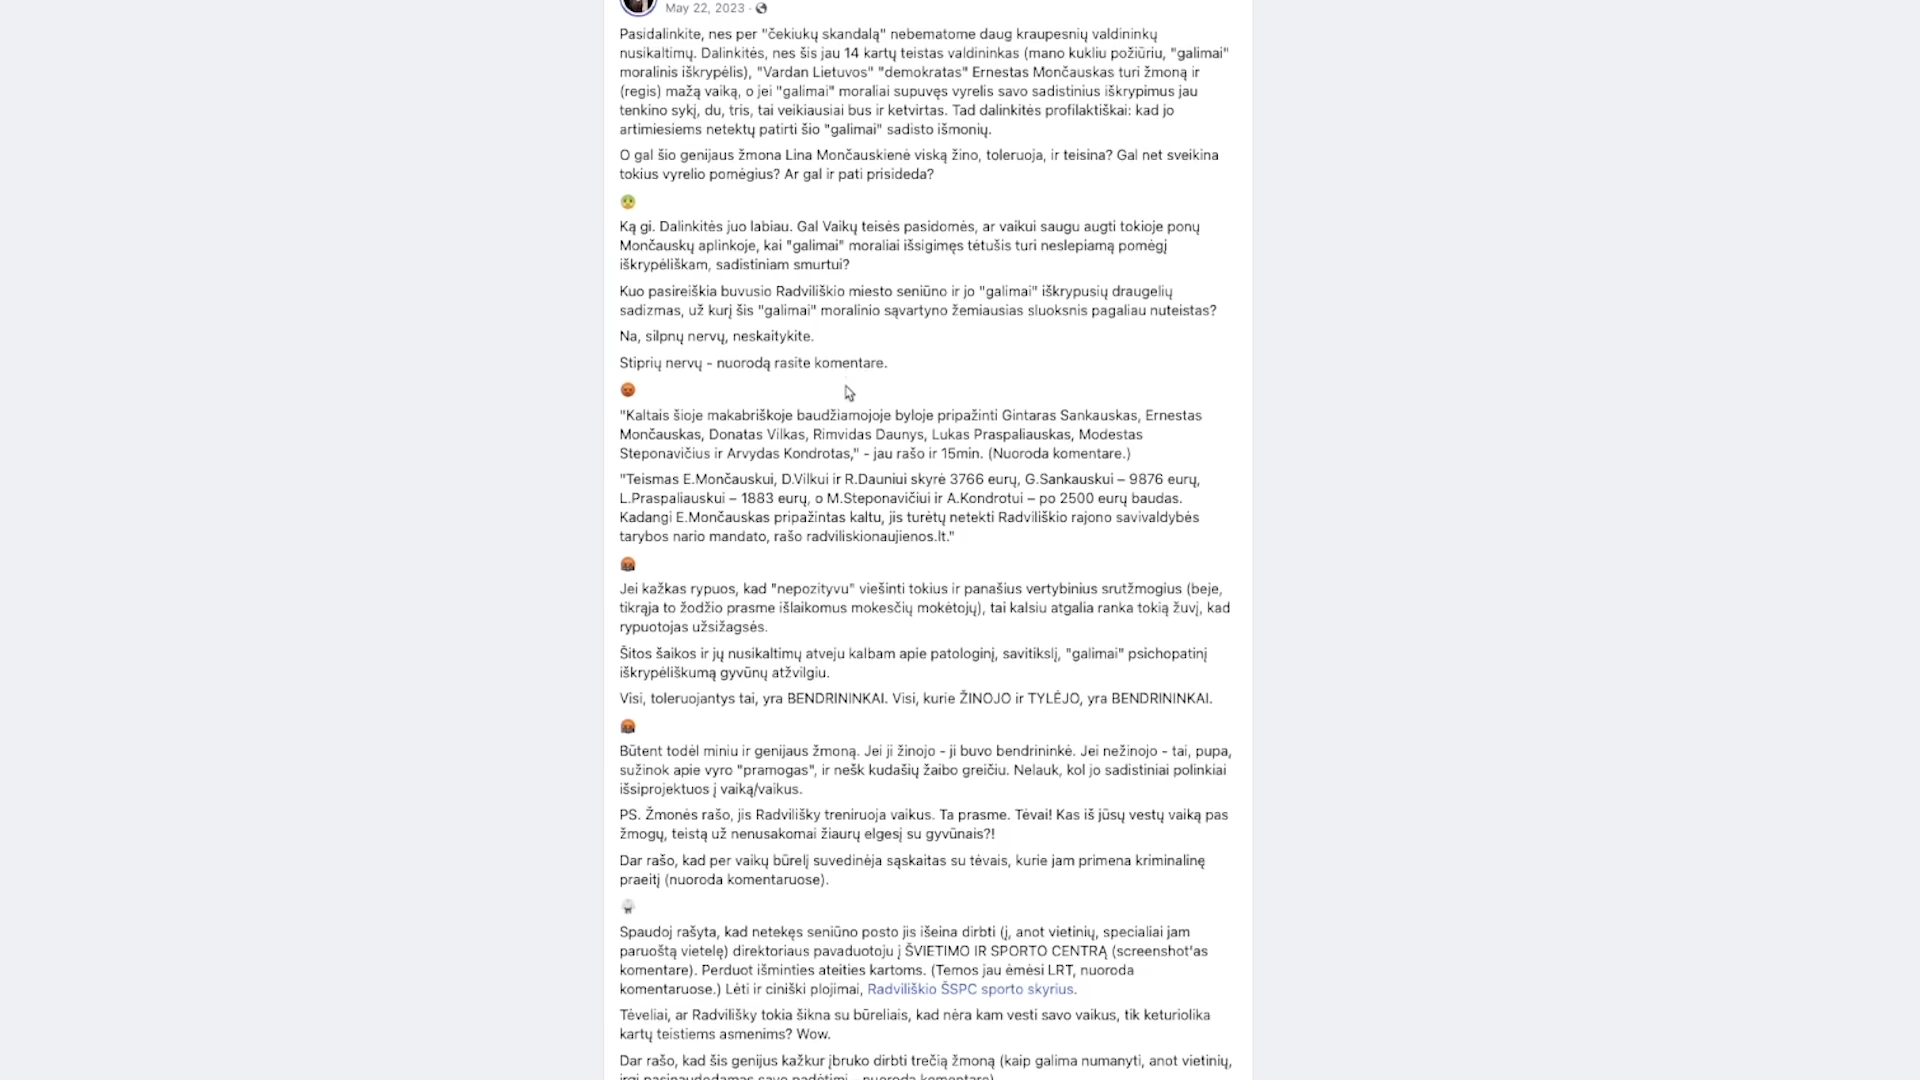 May 22, 2023 ·
Pasidalinkite, nes per "čekiukų skandalą" nebematome daug kraupesnių valdininkų
nusikaltimų. Dalinkitės, nes šis jau 14 kartų teistas valdininkas (mano kukliu požiūriu, "galimai"
moralinis iškrypėlis), "Vardan Lietuvos" "demokratas" Ernestas Mončauskas turi žmoną ir
(regis) mažą vaiką, o jei "galimai" moraliai supuvęs vyrelis savo sadistinius iškrypimus jau
tenkino sykį, du, tris, tai veikiausiai bus ir ketvirtas. Tad dalinkitės profilaktiškai: kad jo
artimiesiems netektų patirti šio "galimai" sadisto išmonių.
O gal šio genijaus žmona Lina Mončauskienė viską žino, toleruoja, ir teisina? Gal net sveikina
tokius vyrelio pomėgius? Ar gal ir pati prisideda?
Ką gi. Dalinkitės juo labiau. Gal Vaikų teisės pasidomės, ar vaikui saugu augti tokioje ponų
Mončauskų aplinkoje, kai "galimai" moraliai išsigimęs tėtušis turi neslepiamą pomėgį
iškrypėliškam, sadistiniam smurtui?
Kuo pasireiškia buvusio Radviliškio miesto seniūno ir jo "galimai" iškrypusių draugelių
sadizmas, už kurį šis "galimai" moralinio sąvartyno žemiausias sluoksnis pagaliau nuteistas?
Na, silpnų nervų, neskaitykite.
Stiprių nervų - nuorodą rasite komentare.
"Kaltais šioje makabriškoje baudžiamojoje byloje pripažinti Gintaras Sankauskas, Ernestas
Mončauskas, Donatas Vilkas, Rimvidas Daunys, Lukas Praspaliauskas, Modestas
Steponavičius ir Arvydas Kondrotas," - jau rašo ir 15min. (Nuoroda komentare.)
"Teismas E.Mončauskui, D.Vilkui ir R.Dauniui skyrė 3766 eurų, G.Sankauskui – 9876 eurų,
L.Praspaliauskui – 1883 eurų, o M.Steponavičiui ir A.Kondrotui – po 2500 eurų baudas.
Kadangi E.Mončauskas pripažintas kaltu, jis turėtų netekti Radviliškio rajono savivaldybės
tarybos nario mandato, rašo radviliskionaujienos.lt."
Jei kažkas rypuos, kad "nepozityvu" viešinti tokius ir panašius vertybinius srutžmogius (beje,
tikrąja to žodžio prasme išlaikomus mokesčių mokėtojų), tai kalsiu atgalia ranka tokią žuvį, kad
rypuotojas užsižagsės.
Šitos šaikos ir jų nusikaltimų atveju kalbam apie patologinį, savitikslį, "galimai" psichopatinį
iškrypėliškumą gyvūnų atžvilgiu.
Visi, toleruojantys tai, yra BENDRININKAI. Visi, kurie ŽINOJO ir TYLĖJO, yra BENDRININKAI.
Būtent todėl miniu ir genijaus žmoną. Jei ji žinojo - ji buvo bendrininkė. Jei nežinojo - tai, pupa,
sužinok apie vyro "pramogas", ir nešk kudašių žaibo greičiu. Nelauk, kol jo sadistiniai polinkiai
išsiprojektuos į vaiką/vaikus.
PS. Žmonės rašo, jis Radvilišky treniruoja vaikus. Ta prasme. Tėvai! Kas iš jūsų vestų vaiką pas
žmogų, teistą už nenusakomai žiaurų elgesį su gyvūnais?!
Dar rašo, kad per vaikų būrelį suvedinėja sąskaitas su tėvais, kurie jam primena kriminalinę
praeitį (nuoroda komentaruose).
Spaudoj rašyta, kad netekęs seniūno posto jis išeina dirbti (į, anot vietinių, specialiai jam
paruoštą vietelę) direktoriaus pavaduotoju į ŠVIETIMO IR SPORTO CENTRĄ (screenshot'as
komentare). Perduot išminties ateities kartoms. (Temos jau ėmėsi LRT, nuoroda
komentaruose.) Lėti ir ciniški plojimai, Radviliškio ŠSPC sporto skyrius.
Tėveliai, ar Radvilišky tokia šikna su būreliais, kad nėra kam vesti savo vaikus, tik keturiolika
kartų teistiems asmenims? Wow.
Dar rašo, kad šis genijus kažkur įbruko dirbti trečią žmoną (kaip galima numanyti, anot vietinių,
irgi pasinaudodamas savo padėtimi - nuoroda komentare).